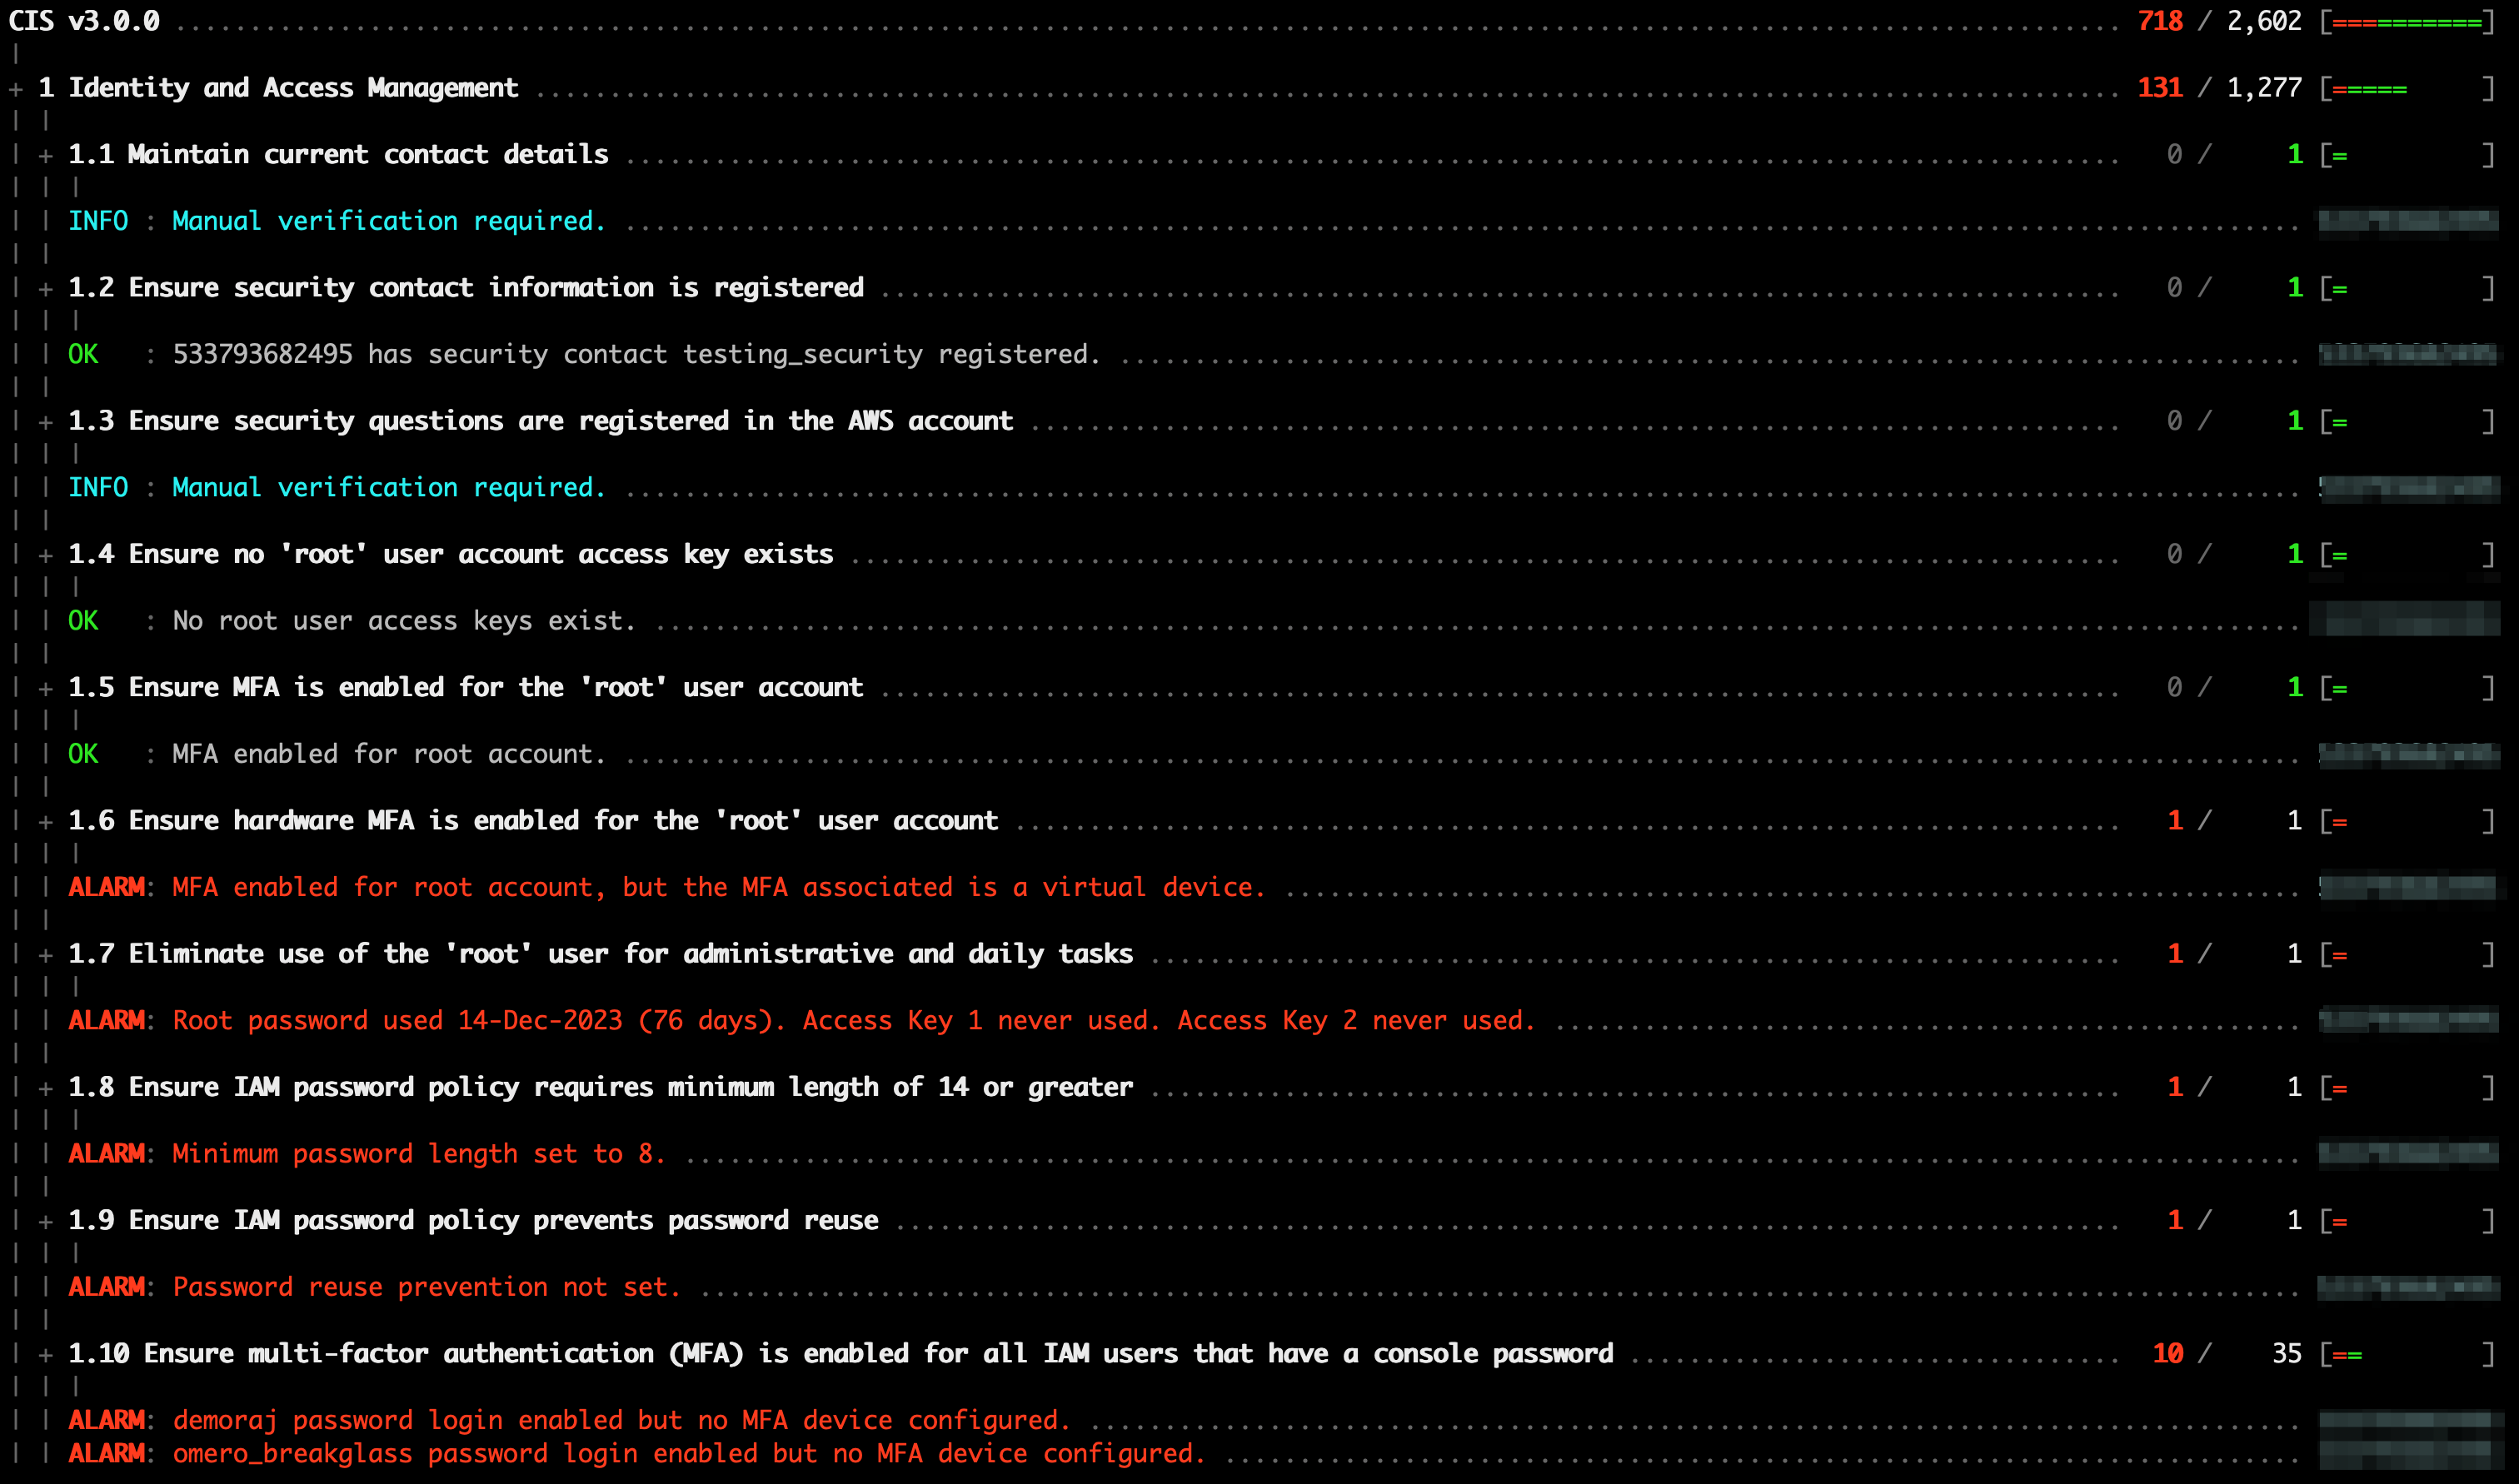 CIS v3.0.0 ........................................ 718 / 2,602 [==========]
|
+ 1 Identity and Access Management ........................................ 131 / 1,277 [===== ]
| |
| + 1.1 Maintain current contact details ........................................ 0 / 1 [= ]
| | |
| | INFO : Manual verification required. ........................................
| |
| + 1.2 Ensure security contact information is registered ........................................ 0 / 1 [= ]
| | |
| | OK : 533793682495 has security contact testing_security registered. ........................................
| |
| + 1.3 Ensure security questions are registered in the AWS account ........................................ 0 / 1 [= ]
| | |
| | INFO : Manual verification required. ........................................
| |
| + 1.4 Ensure no 'root' user account access key exists ........................................ 0 / 1 [= ]
| | |
| | OK : No root user access keys exist. ........................................
| |
| + 1.5 Ensure MFA is enabled for the 'root' user account ........................................ 0 / 1 [= ]
| | |
| | OK : MFA enabled for root account. ........................................
| |
| + 1.6 Ensure hardware MFA is enabled for the 'root' user account ........................................ 1 / 1 [= ]
| | |
| | ALARM: MFA enabled for root account, but the MFA associated is a virtual device. ........................................
| |
| + 1.7 Eliminate use of the 'root' user for administrative and daily tasks ........................................ 1 / 1 [= ]
| | |
| | ALARM: Root password used 14-Dec-2023 (76 days). Access Key 1 never used. Access Key 2 never used. ........................................
| |
| + 1.8 Ensure IAM password policy requires minimum length of 14 or greater ........................................ 1 / 1 [= ]
| | |
| | ALARM: Minimum password length set to 8. ........................................
| |
| + 1.9 Ensure IAM password policy prevents password reuse ........................................ 1 / 1 [= ]
| | |
| | ALARM: Password reuse prevention not set. ........................................
| |
| + 1.10 Ensure multi-factor authentication (MFA) is enabled for all IAM users that have a console password ........................................ 10 / 35 [== ]
| | |
| | ALARM: demoraj password login enabled but no MFA device configured. ........................................
| | ALARM: omero_breakglass password login enabled but no MFA device configured. ........................................